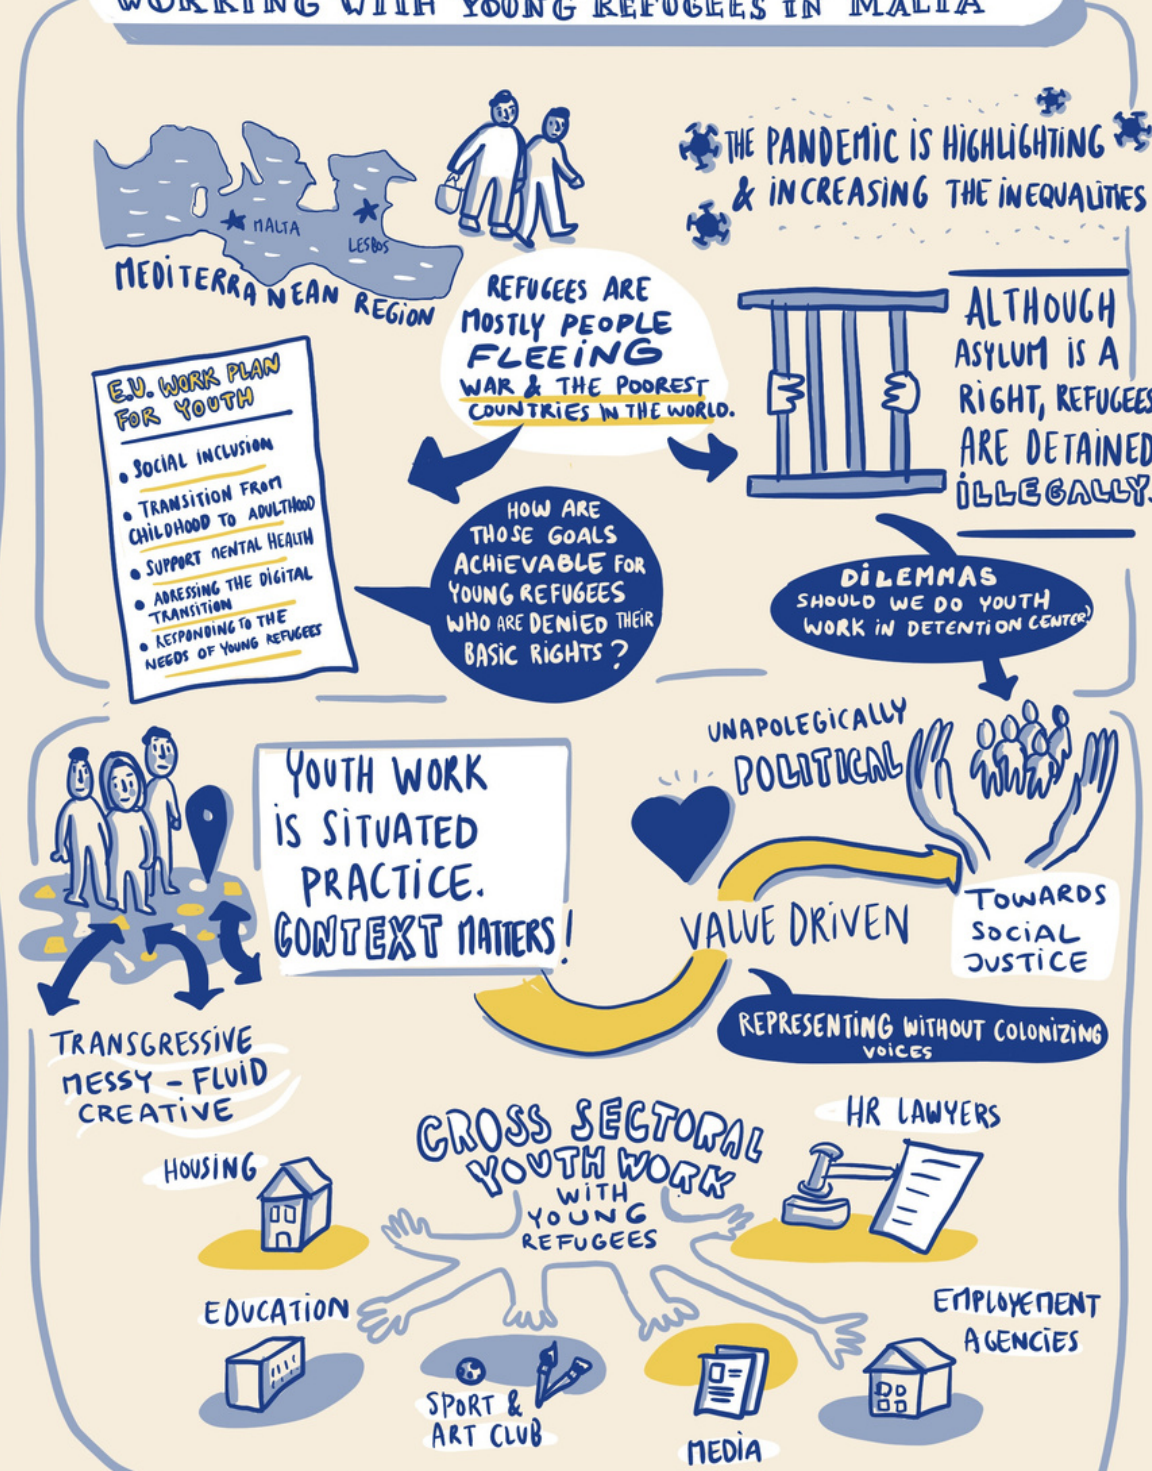 WORKING WITH YOUNG REFUGEES IN MALTA
MALTA
LESBOS
MEDITERRANEAN REGION
THE PANDEMIC IS HIGHLIGHTING
& INCREASING THE INEQUALITIES
REFUGEES ARE
MOSTLY PEOPLE
FLEEING
WAR & THE POOREST
COUNTRIES IN THE WORLD.
ALTHOUGH
ASYLUM IS A
RIGHT, REFUGEES
ARE DETAINED
ILLEGALLY.
E.U. WORK PLAN
FOR YOUTH
• SOCIAL INCLUSION
• TRANSITION FROM
CHILDHOOD TO ADULTHOOD
• SUPPORT MENTAL HEALTH
• ADRESSING THE DIGITAL
TRANSITION
• RESPONDING TO THE
NEEDS OF YOUNG REFUGEES
HOW ARE
THOSE GOALS
ACHIEVABLE FOR
YOUNG REFUGEES
WHO ARE DENIED THEIR
BASIC RIGHTS?
DILEMMAS
SHOULD WE DO YOUTH
WORK IN DETENTION CENTER?
YOUTH WORK
IS SITUATED
PRACTICE.
CONTEXT MATTERS!
UNAPOLEGICALLY
POLITICAL
VALUE DRIVEN
TOWARDS
SOCIAL
JUSTICE
REPRESENTING WITHOUT COLONIZING
VOICES
TRANSGRESSIVE
MESSY - FLUID
CREATIVE
CROSS SECTORAL
YOUTH WORK
WITH
YOUNG
REFUGEES
HR LAWYERS
HOUSING
EDUCATION
SPORT &
ART CLUB
MEDIA
EMPLOYEMENT
AGENCIES